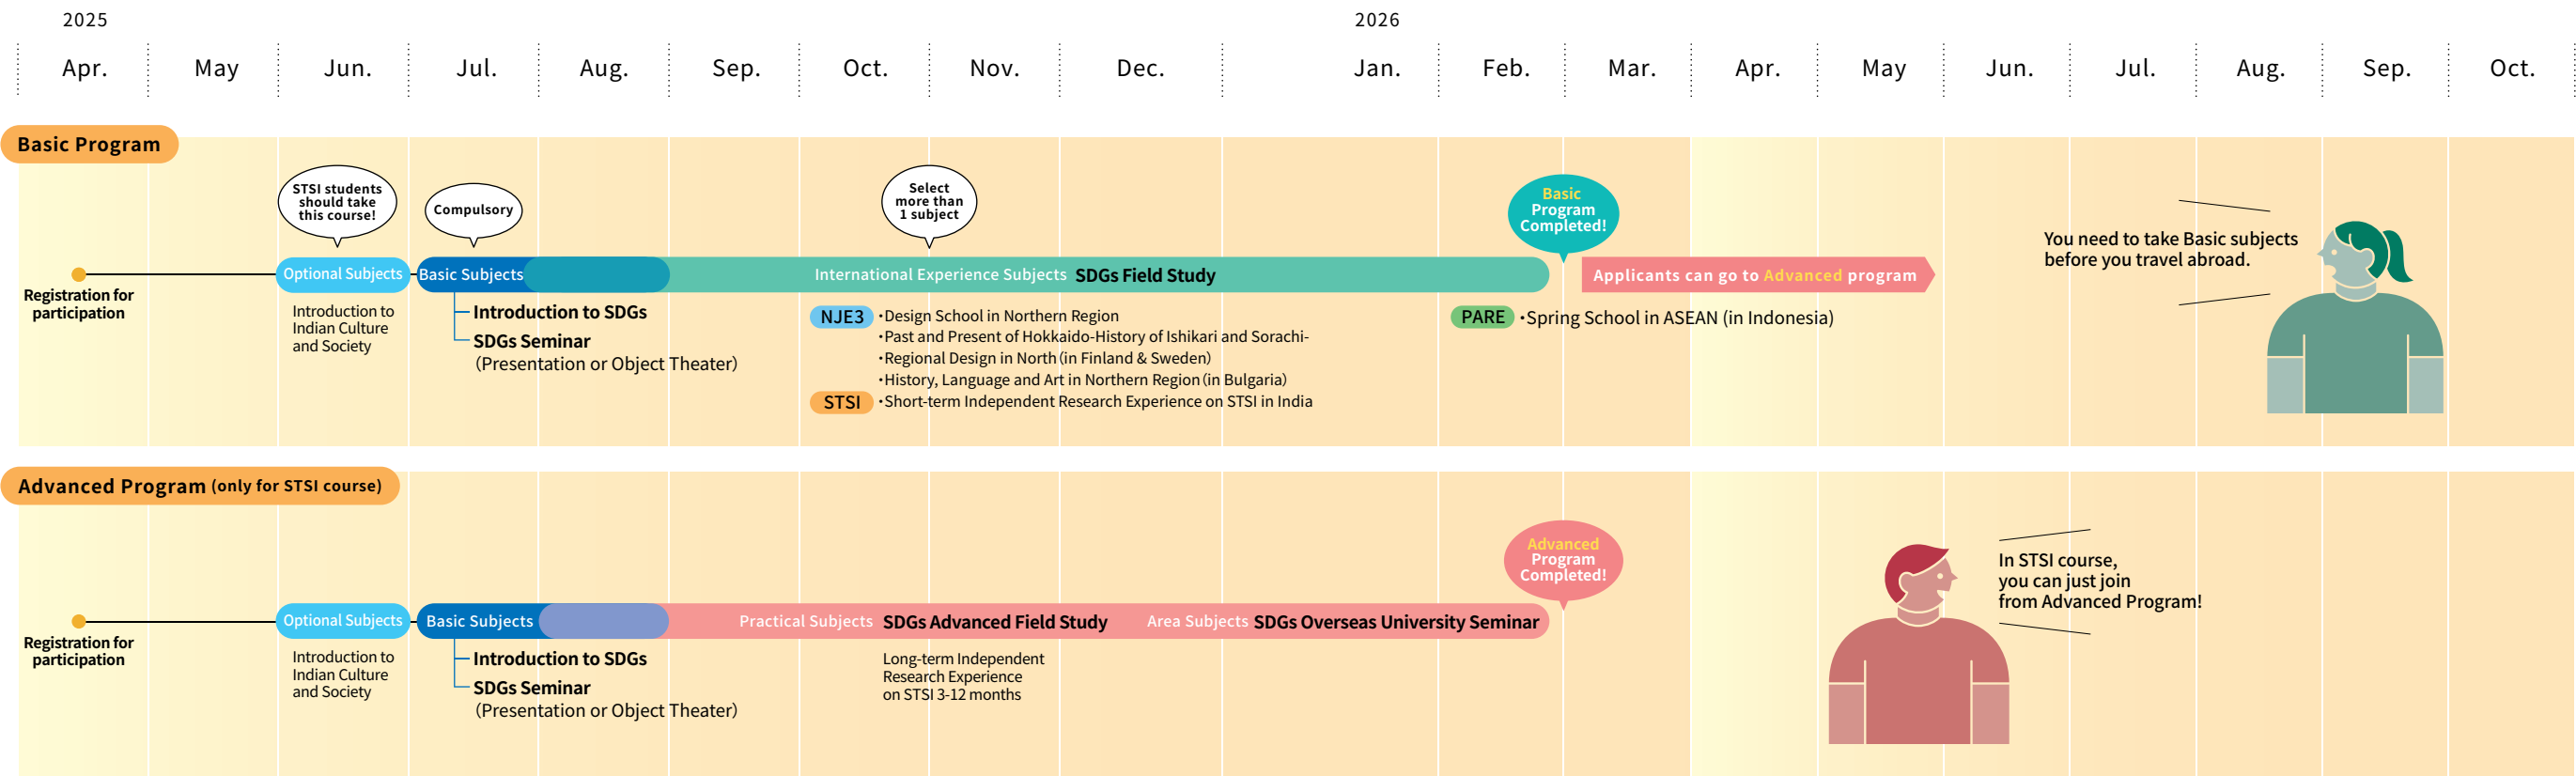 2025
2026
Apr.
May
Jun.
Jul.
Aug.
Sep.
Oct.
Nov.
Dec.
Jan.
Feb.
Mar.
Apr.
May
Jun.
Jul.
Aug.
Sep.
Oct.
Basic Program
STSI students
should take
this course!
Compulsory
Select
more than
1 subject
Basic
Program
Completed!
Registration for
participation
Optional Subjects
Introduction to
Indian Culture
and Society
Basic Subjects
Introduction to SDGs
SDGs Seminar
(Presentation or Object Theater)
International Experience Subjects SDGs Field Study
NJE3
・Design School in Northern Region
・Past and Present of Hokkaido-History of Ishikari and Sorachi-
・Regional Design in North (in Finland & Sweden)
・History, Language and Art in Northern Region (in Bulgaria)
STSI
・Short-term Independent Research Experience on STSI in India
Applicants can go to Advanced program
PARE
・Spring School in ASEAN (in Indonesia)
You need to take Basic subjects
before you travel abroad.
Advanced Program (only for STSI course)
Advanced
Program
Completed!
Registration for
participation
Optional Subjects
Introduction to
Indian Culture
and Society
Basic Subjects
Introduction to SDGs
SDGs Seminar
(Presentation or Object Theater)
Practical Subjects SDGs Advanced Field Study
Long-term Independent
Research Experience
on STSI 3-12 months
Area Subjects SDGs Overseas University Seminar
In STSI course,
you can just join
from Advanced Program!